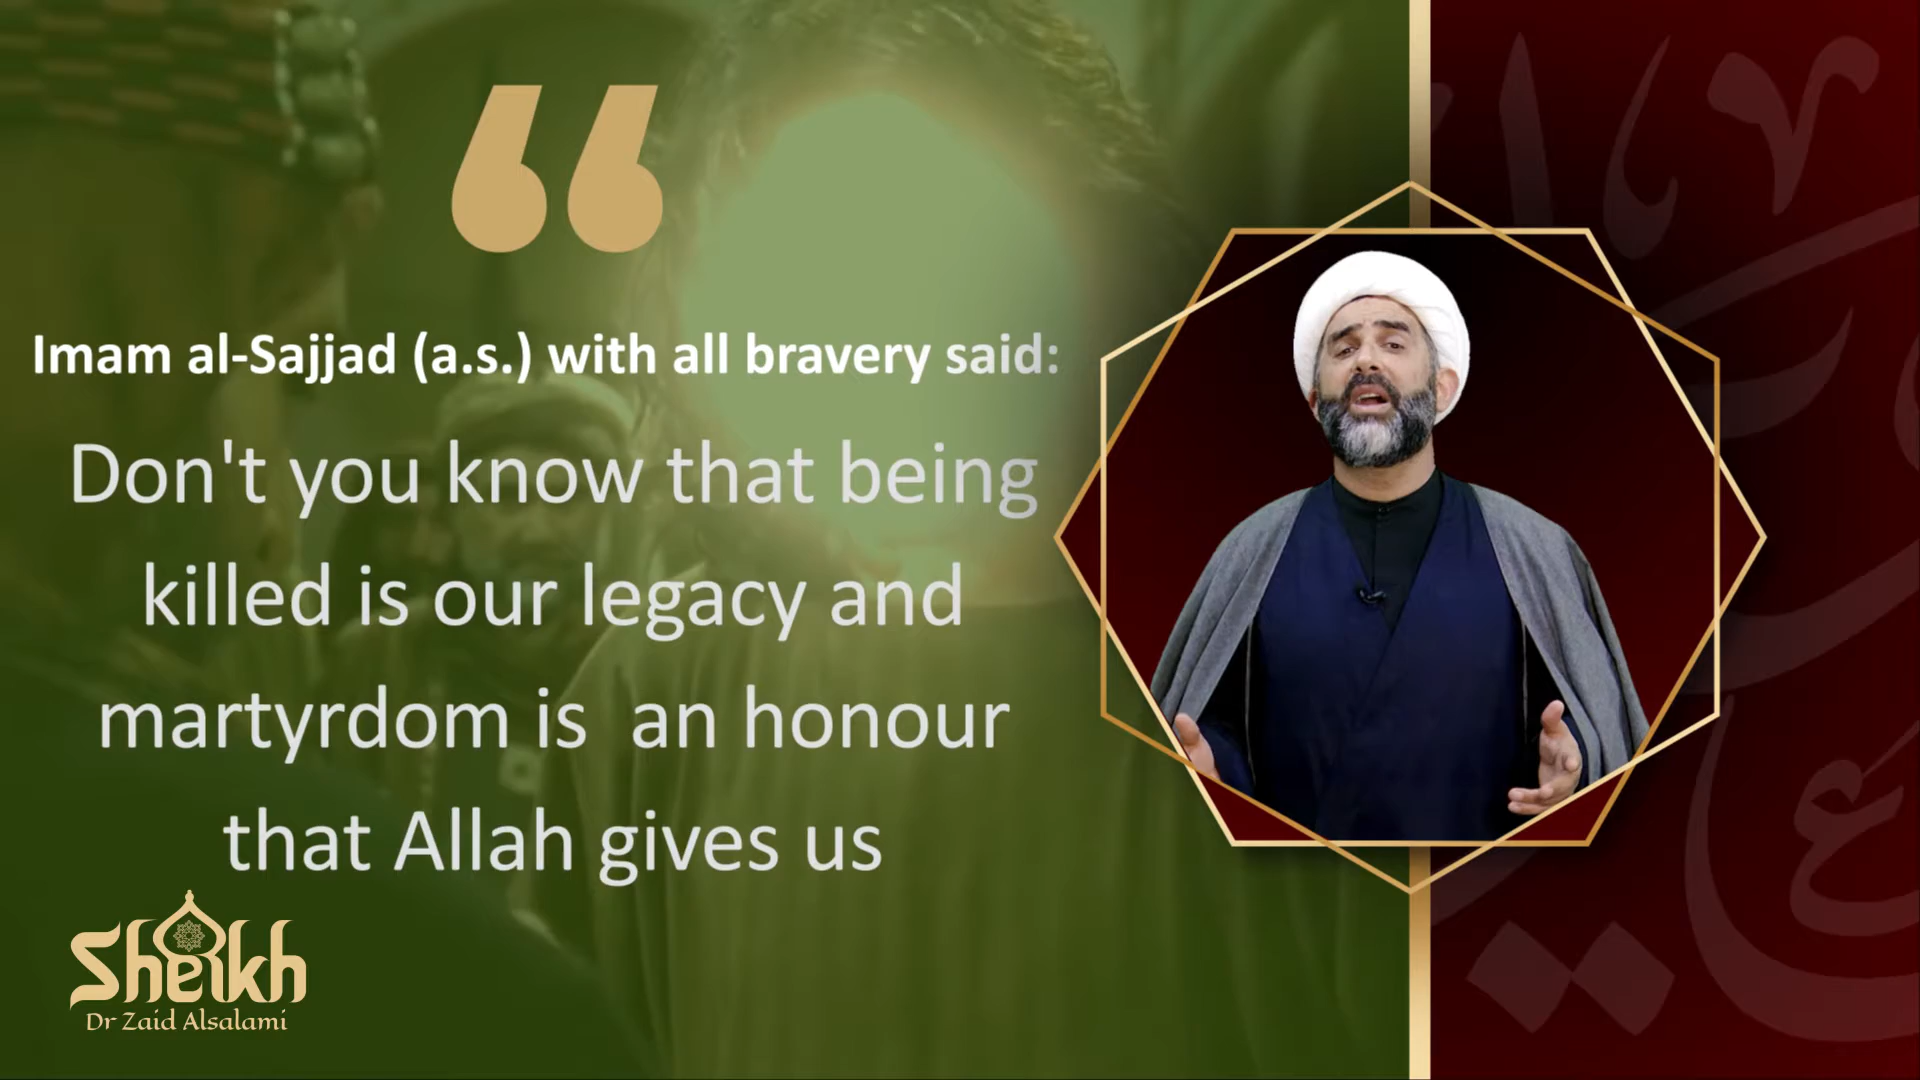 Imam al-Sajjad (a.s.) with all bravery said:
Don't you know that being
killed is our legacy and
martyrdom is  an honour
that Allah gives us
Sheikh
Dr Zaid Alsalami